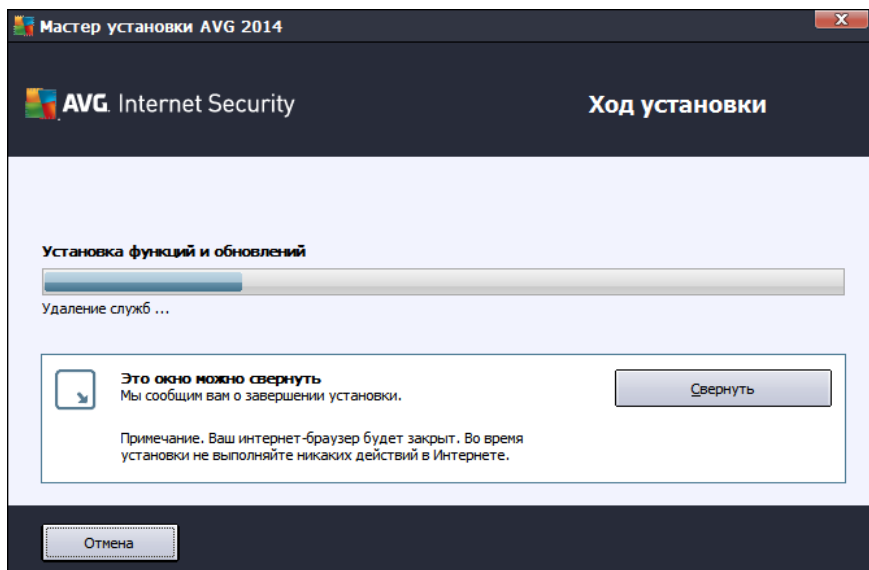 Мастер установки AVG 2014
AVG. Internet Security
Ход установки
Установка функций и обновлений
Удаление служб ...
Это окно можно свернуть
Мы сообщим вам о завершении установки.
Свернуть
Примечание. Ваш интернет-браузер будет закрыт. Во время
установки не выполняйте никаких действий в Интернете.
Отмена